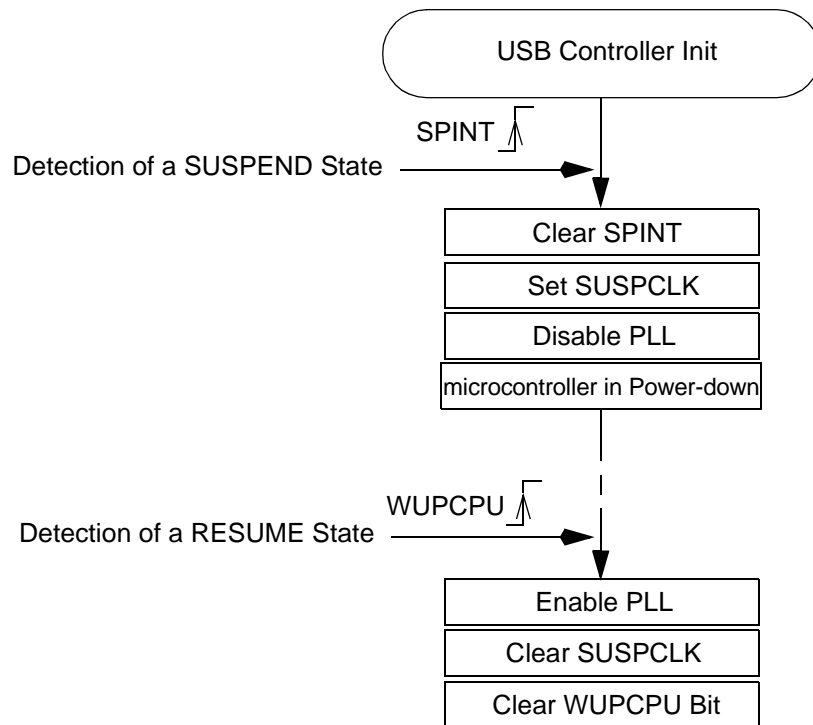 USB Controller Init
SPINT
Detection of a SUSPEND State
Clear SPINT
Set SUSPCLK
Disable PLL
microcontroller in Power-down
WUPCPU
Detection of a RESUME State
Enable PLL
Clear SUSPCLK
Clear WUPCPU Bit